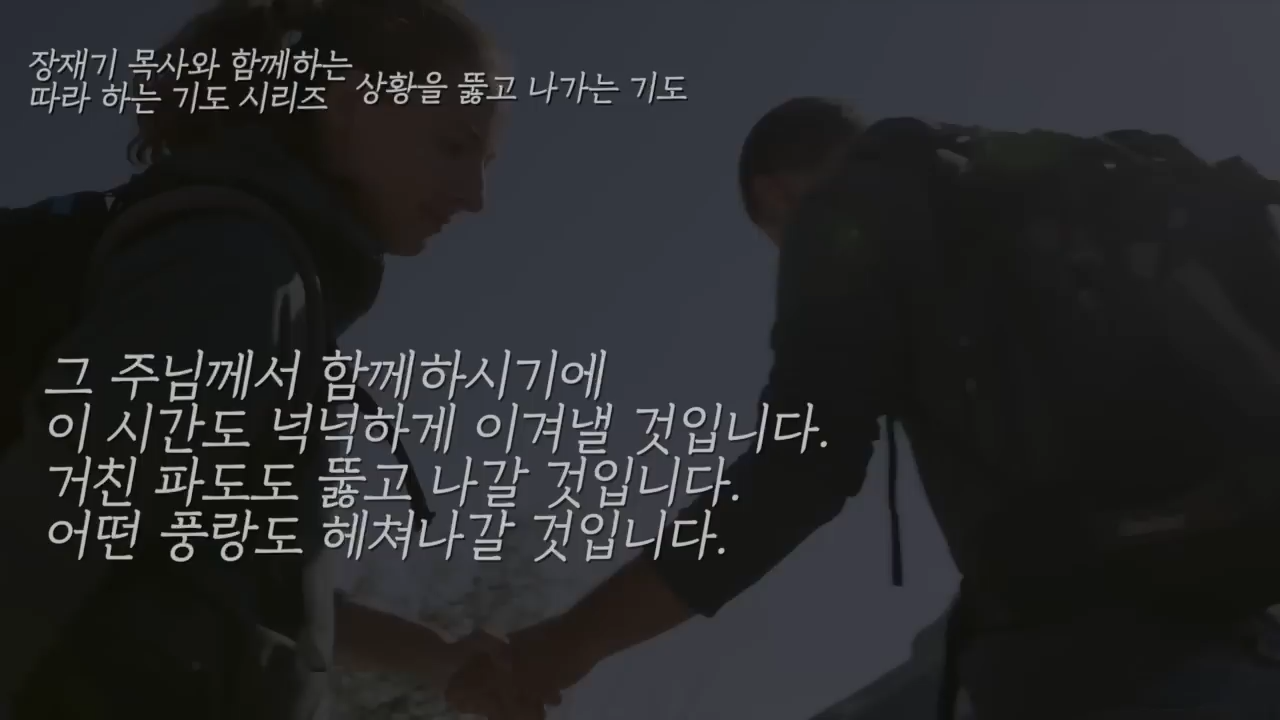 장재기 목사와 함께하는
따라 하는 기도 시리즈
상황을 뚫고 나가는 기도
그 주님께서 함께하시기에
이 시간도 넉넉하게 이겨낼 것입니다.
거친 파도도 뚫고 나갈 것입니다.
어떤 풍랑도 헤쳐나갈 것입니다.